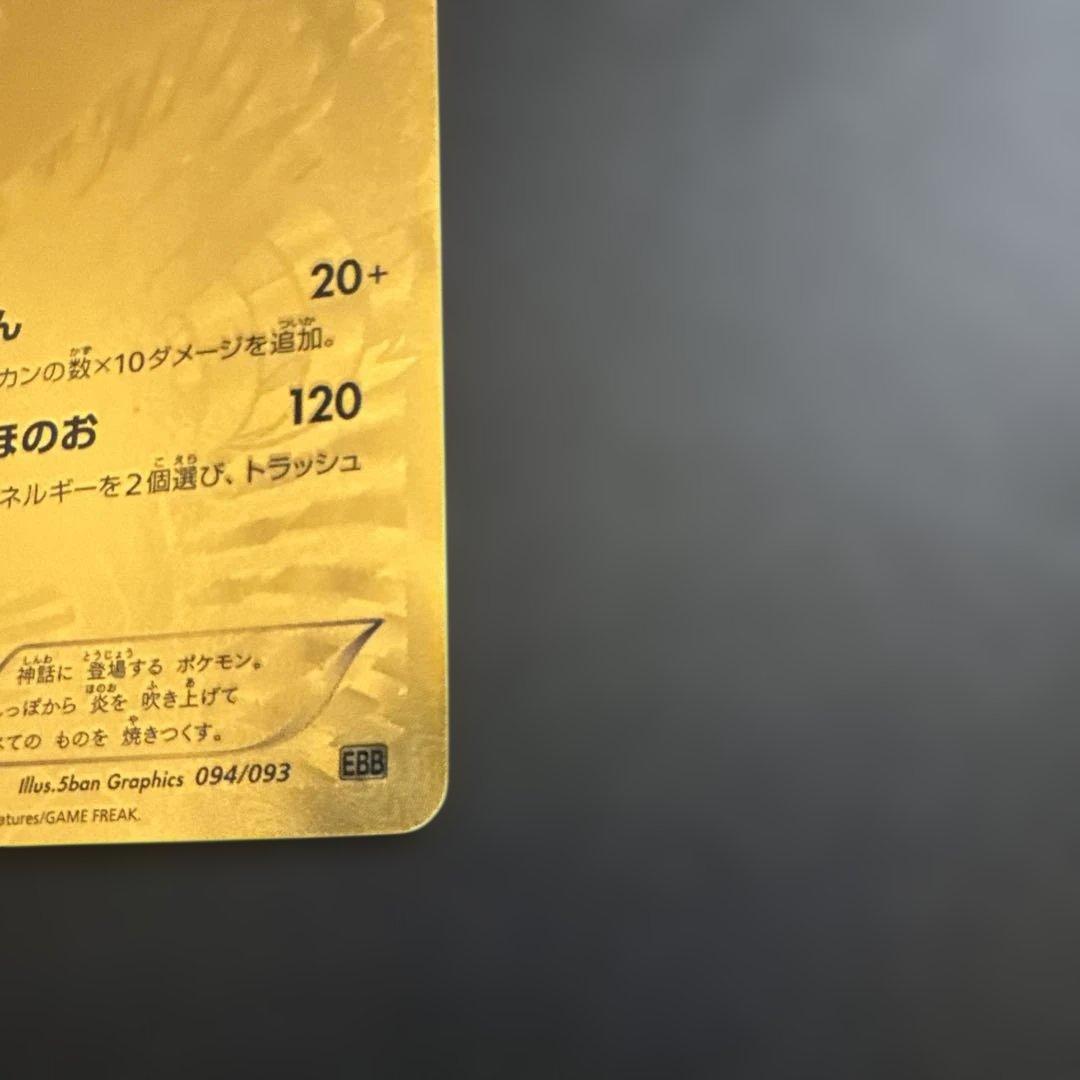 20+
ん
カンの数×10ダメージを追加。
120
ほのお
ネルギーを2個選び、トラッシュ
神話に 登場する ポケモン。
っぽから 炎を 吹き上げて
べての ものを 焼きつくす。
Illus.5ban Graphics 094/093 EBB
atures/GAME FREAK.